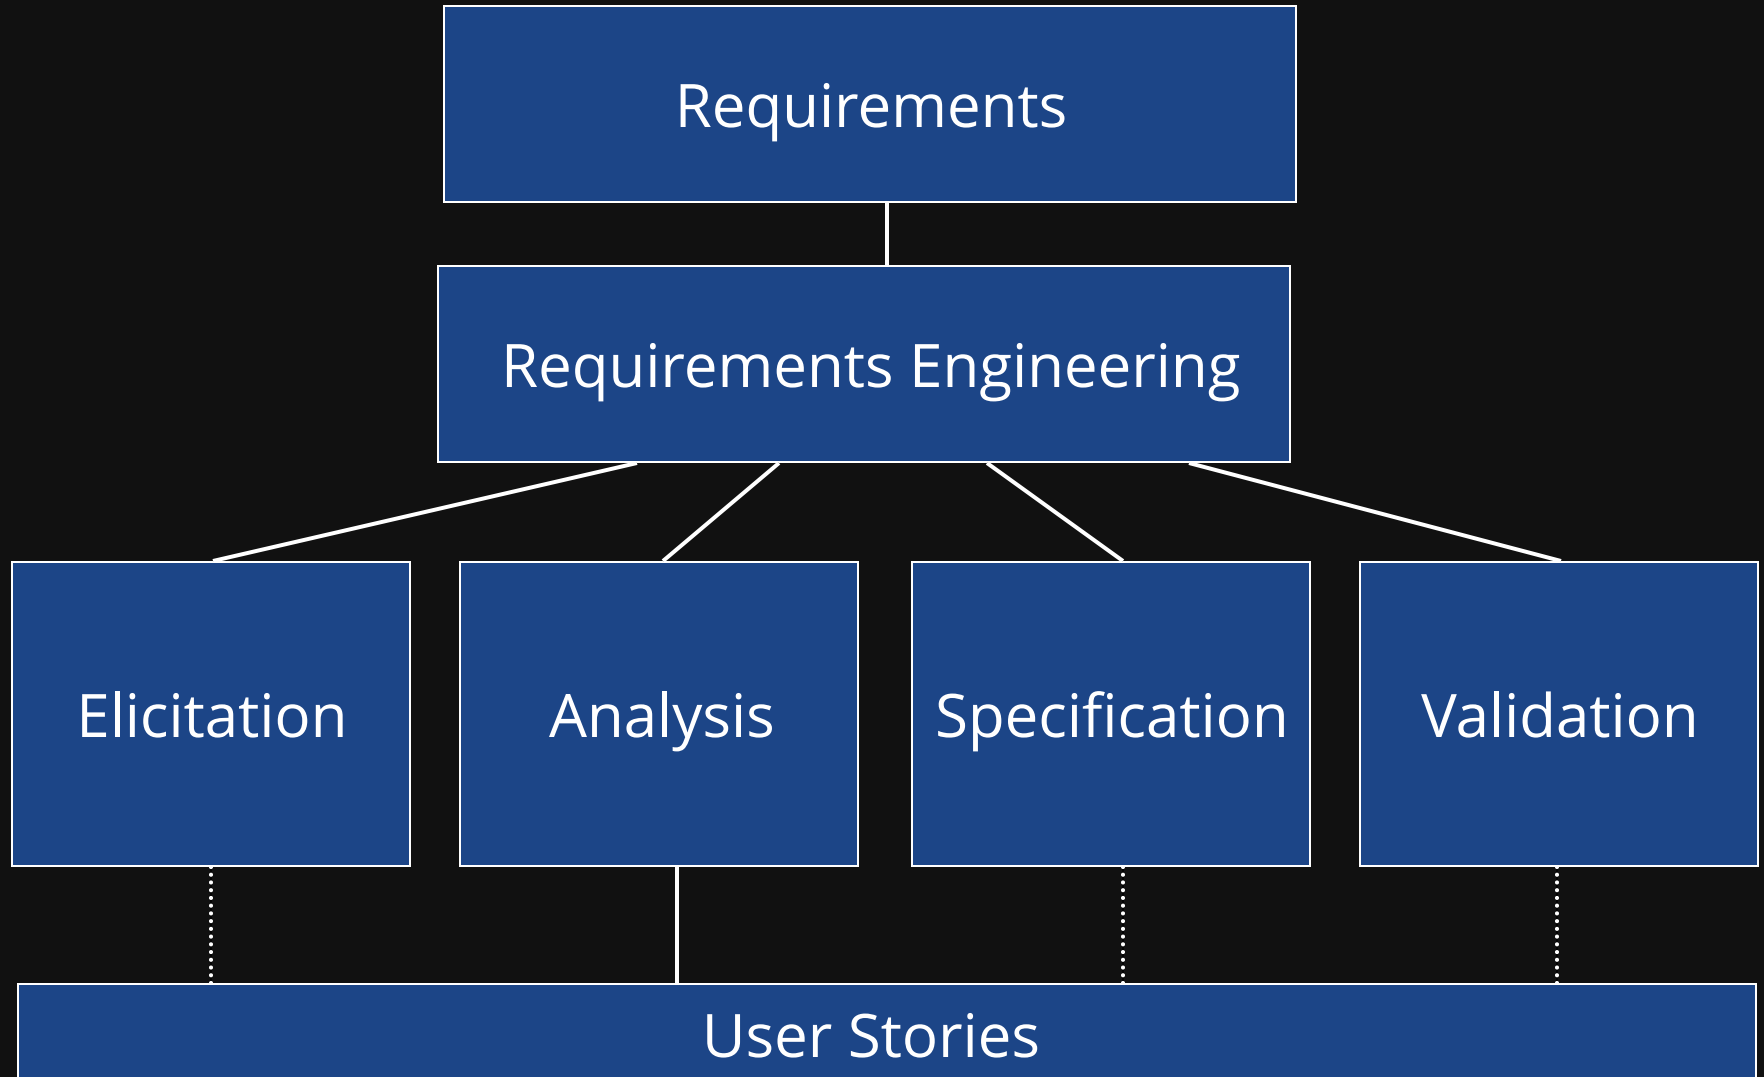 Requirements
Requirements Engineering
Elicitation
Analysis
Specification
Validation
User Stories